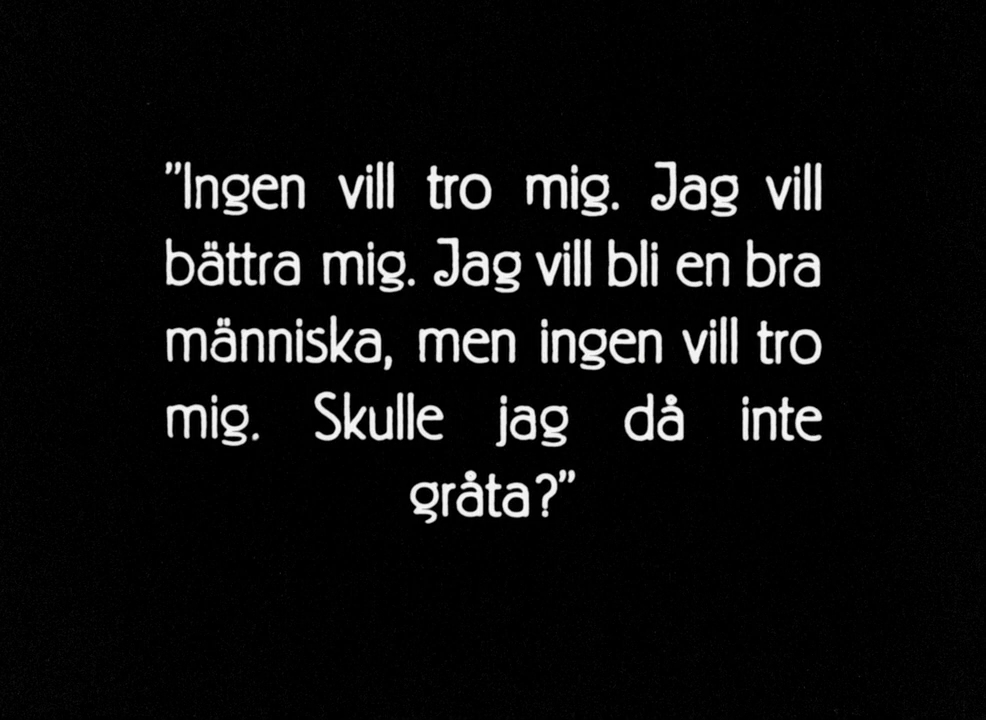 ”Ingen vill tro mig. Jag vill
bättra mig. Jag vill bli en bra
människa, men ingen vill tro
mig. Skulle jag då inte
gråta?”